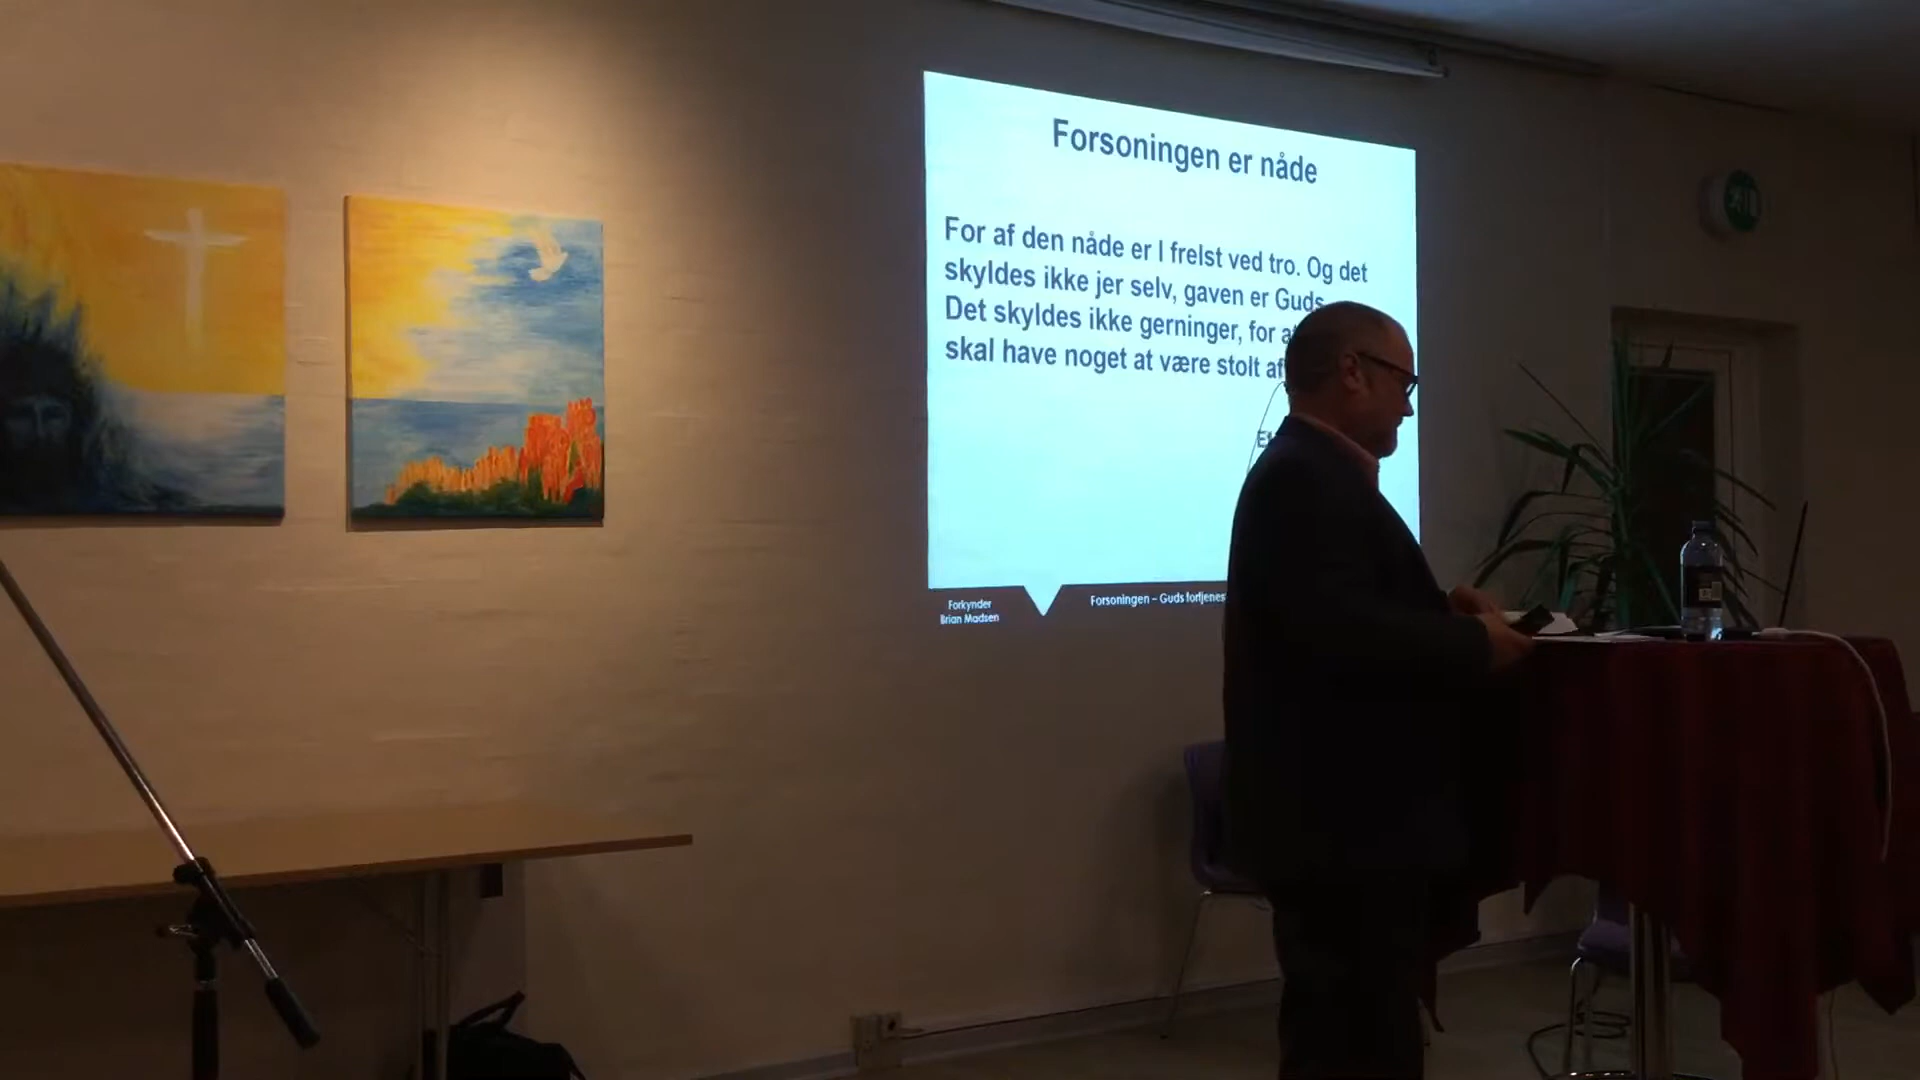 Forsoningen er nåde
For af den nåde er I frelst ved tro. Og det
skyldes ikke jer selv, gaven er Guds
Det skyldes ikke gerninger, for
skal have noget at være stolt af
Forkynder
Brian Madsen
Forsoningen – Guds